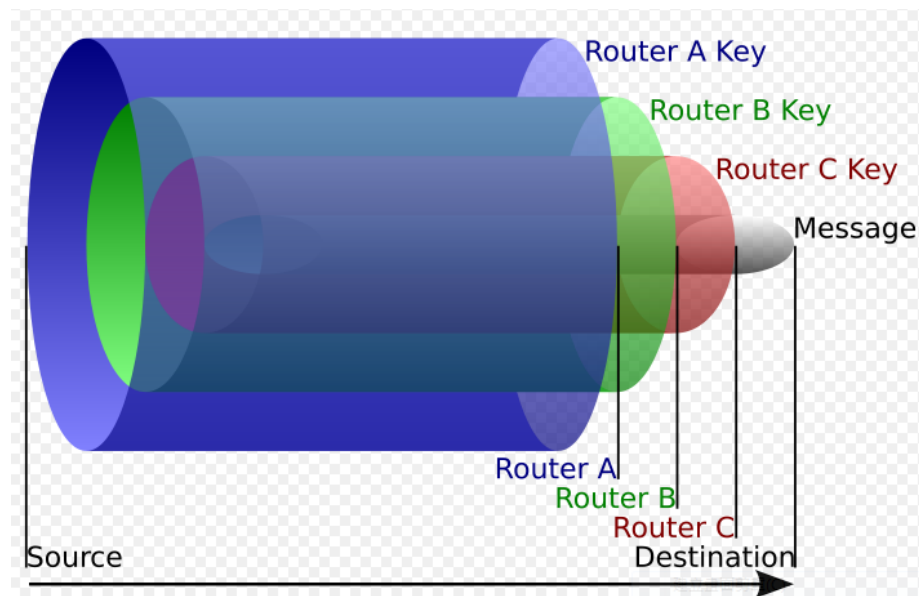 Router A Key
Router B Key
Router C Key
Message
Router A
Router B
Router C
Source
Destination